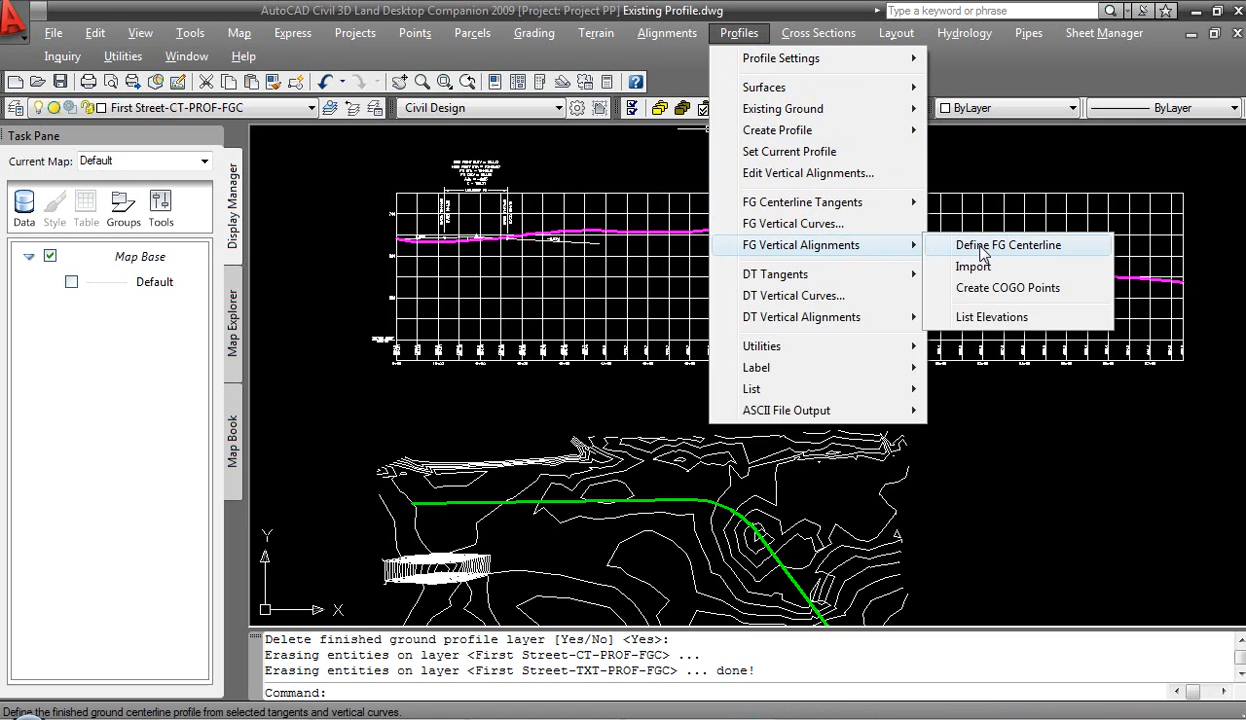 AutoCAD Civil 3D Land Desktop Companion 2009 [Project: Project PP] Existing Profile.dwg
Type a keyword or phrase
File Edit View Tools Map Express Projects Points Parcels Grading Terrain Alignments Profiles Cross Sections Layout Hydrology Pipes Sheet Manager
Inquiry Utilities Window Help
First Street-CT-PROF-FGC
Civil Design
ByLayer
ByLayer
Task Pane
Current Map: Default
Data Style Table Groups Tools
Map Base
Default
Display Manager
Map Explorer
Map Book
Profile Settings
Surfaces
Existing Ground
Create Profile
Set Current Profile
Edit Vertical Alignments...
FG Centerline Tangents
FG Vertical Curves...
FG Vertical Alignments
DT Tangents
DT Vertical Curves...
DT Vertical Alignments
Utilities
Label
List
ASCII File Output
Define FG Centerline
Import
Create COGO Points
List Elevations
Y
X
Delete finished ground profile layer [Yes/No] <Yes>:
Erasing entities on layer <First Street-CT-PROF-FGC> ...
Erasing entities on layer <First Street-TXT-PROF-FGC> ... done!
Command:
Define the finished ground centerline profile from selected tangents and vertical curves.